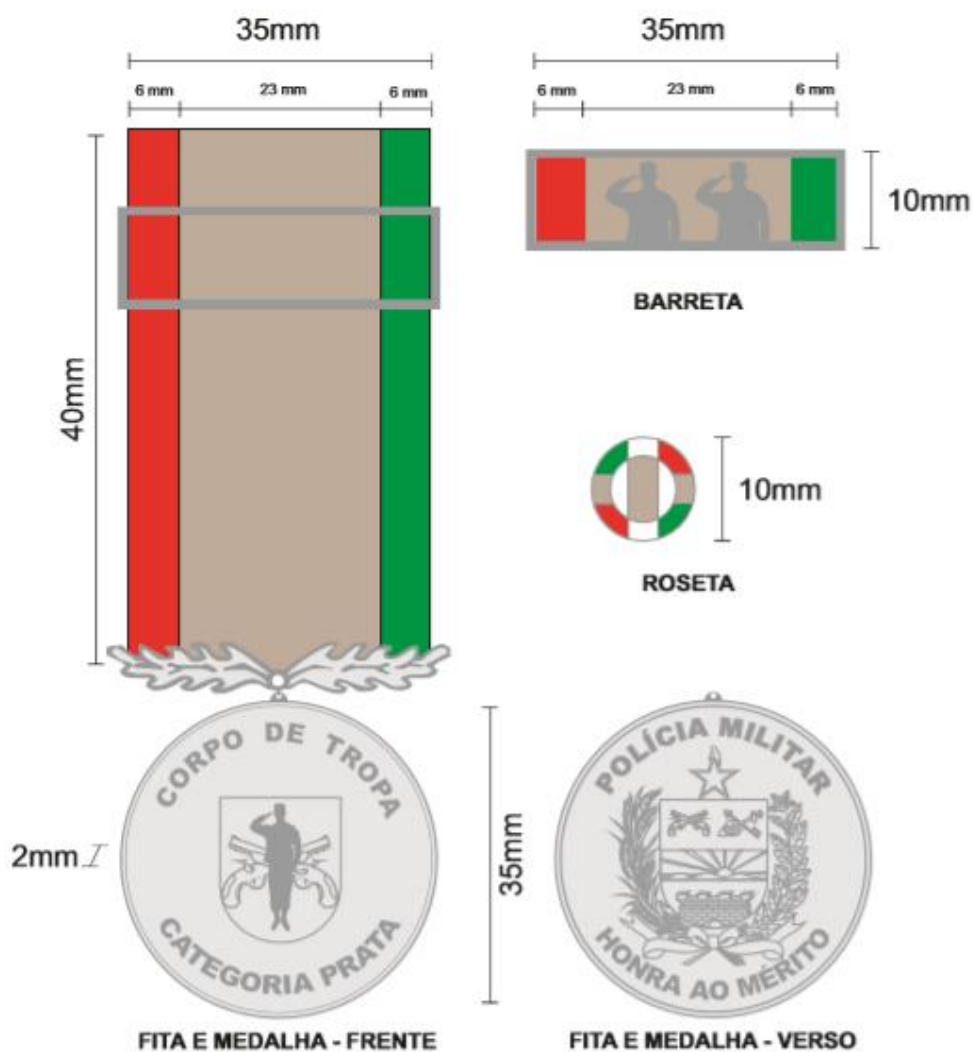 35mm
6 mm 23 mm 6 mm
40mm
35mm
6 mm 23 mm 6 mm
10mm
BARRETA
10mm
ROSETA
CORPO DE TROPA
CATEGORIA PRATA
2mm
35mm
POLÍCIA MILITAR
HONRA AO MÉRITO
FITA E MEDALHA - FRENTE
FITA E MEDALHA - VERSO